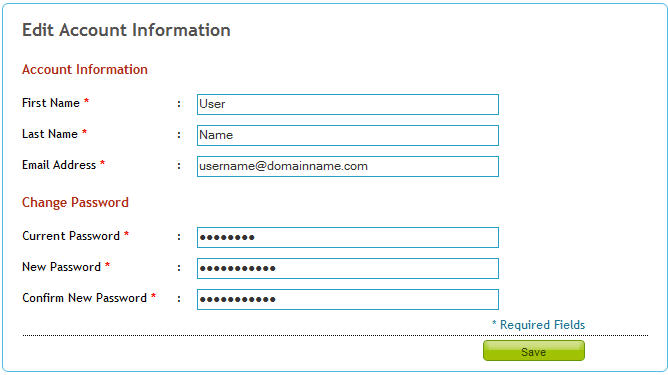 Edit Account Information
Account Information
First Name * : User
Last Name * : Name
Email Address * : username@domainname.com
Change Password
Current Password * : ●●●●●●●●
New Password * : ●●●●●●●●●●●
Confirm New Password * : ●●●●●●●●●●●
* Required Fields
Save